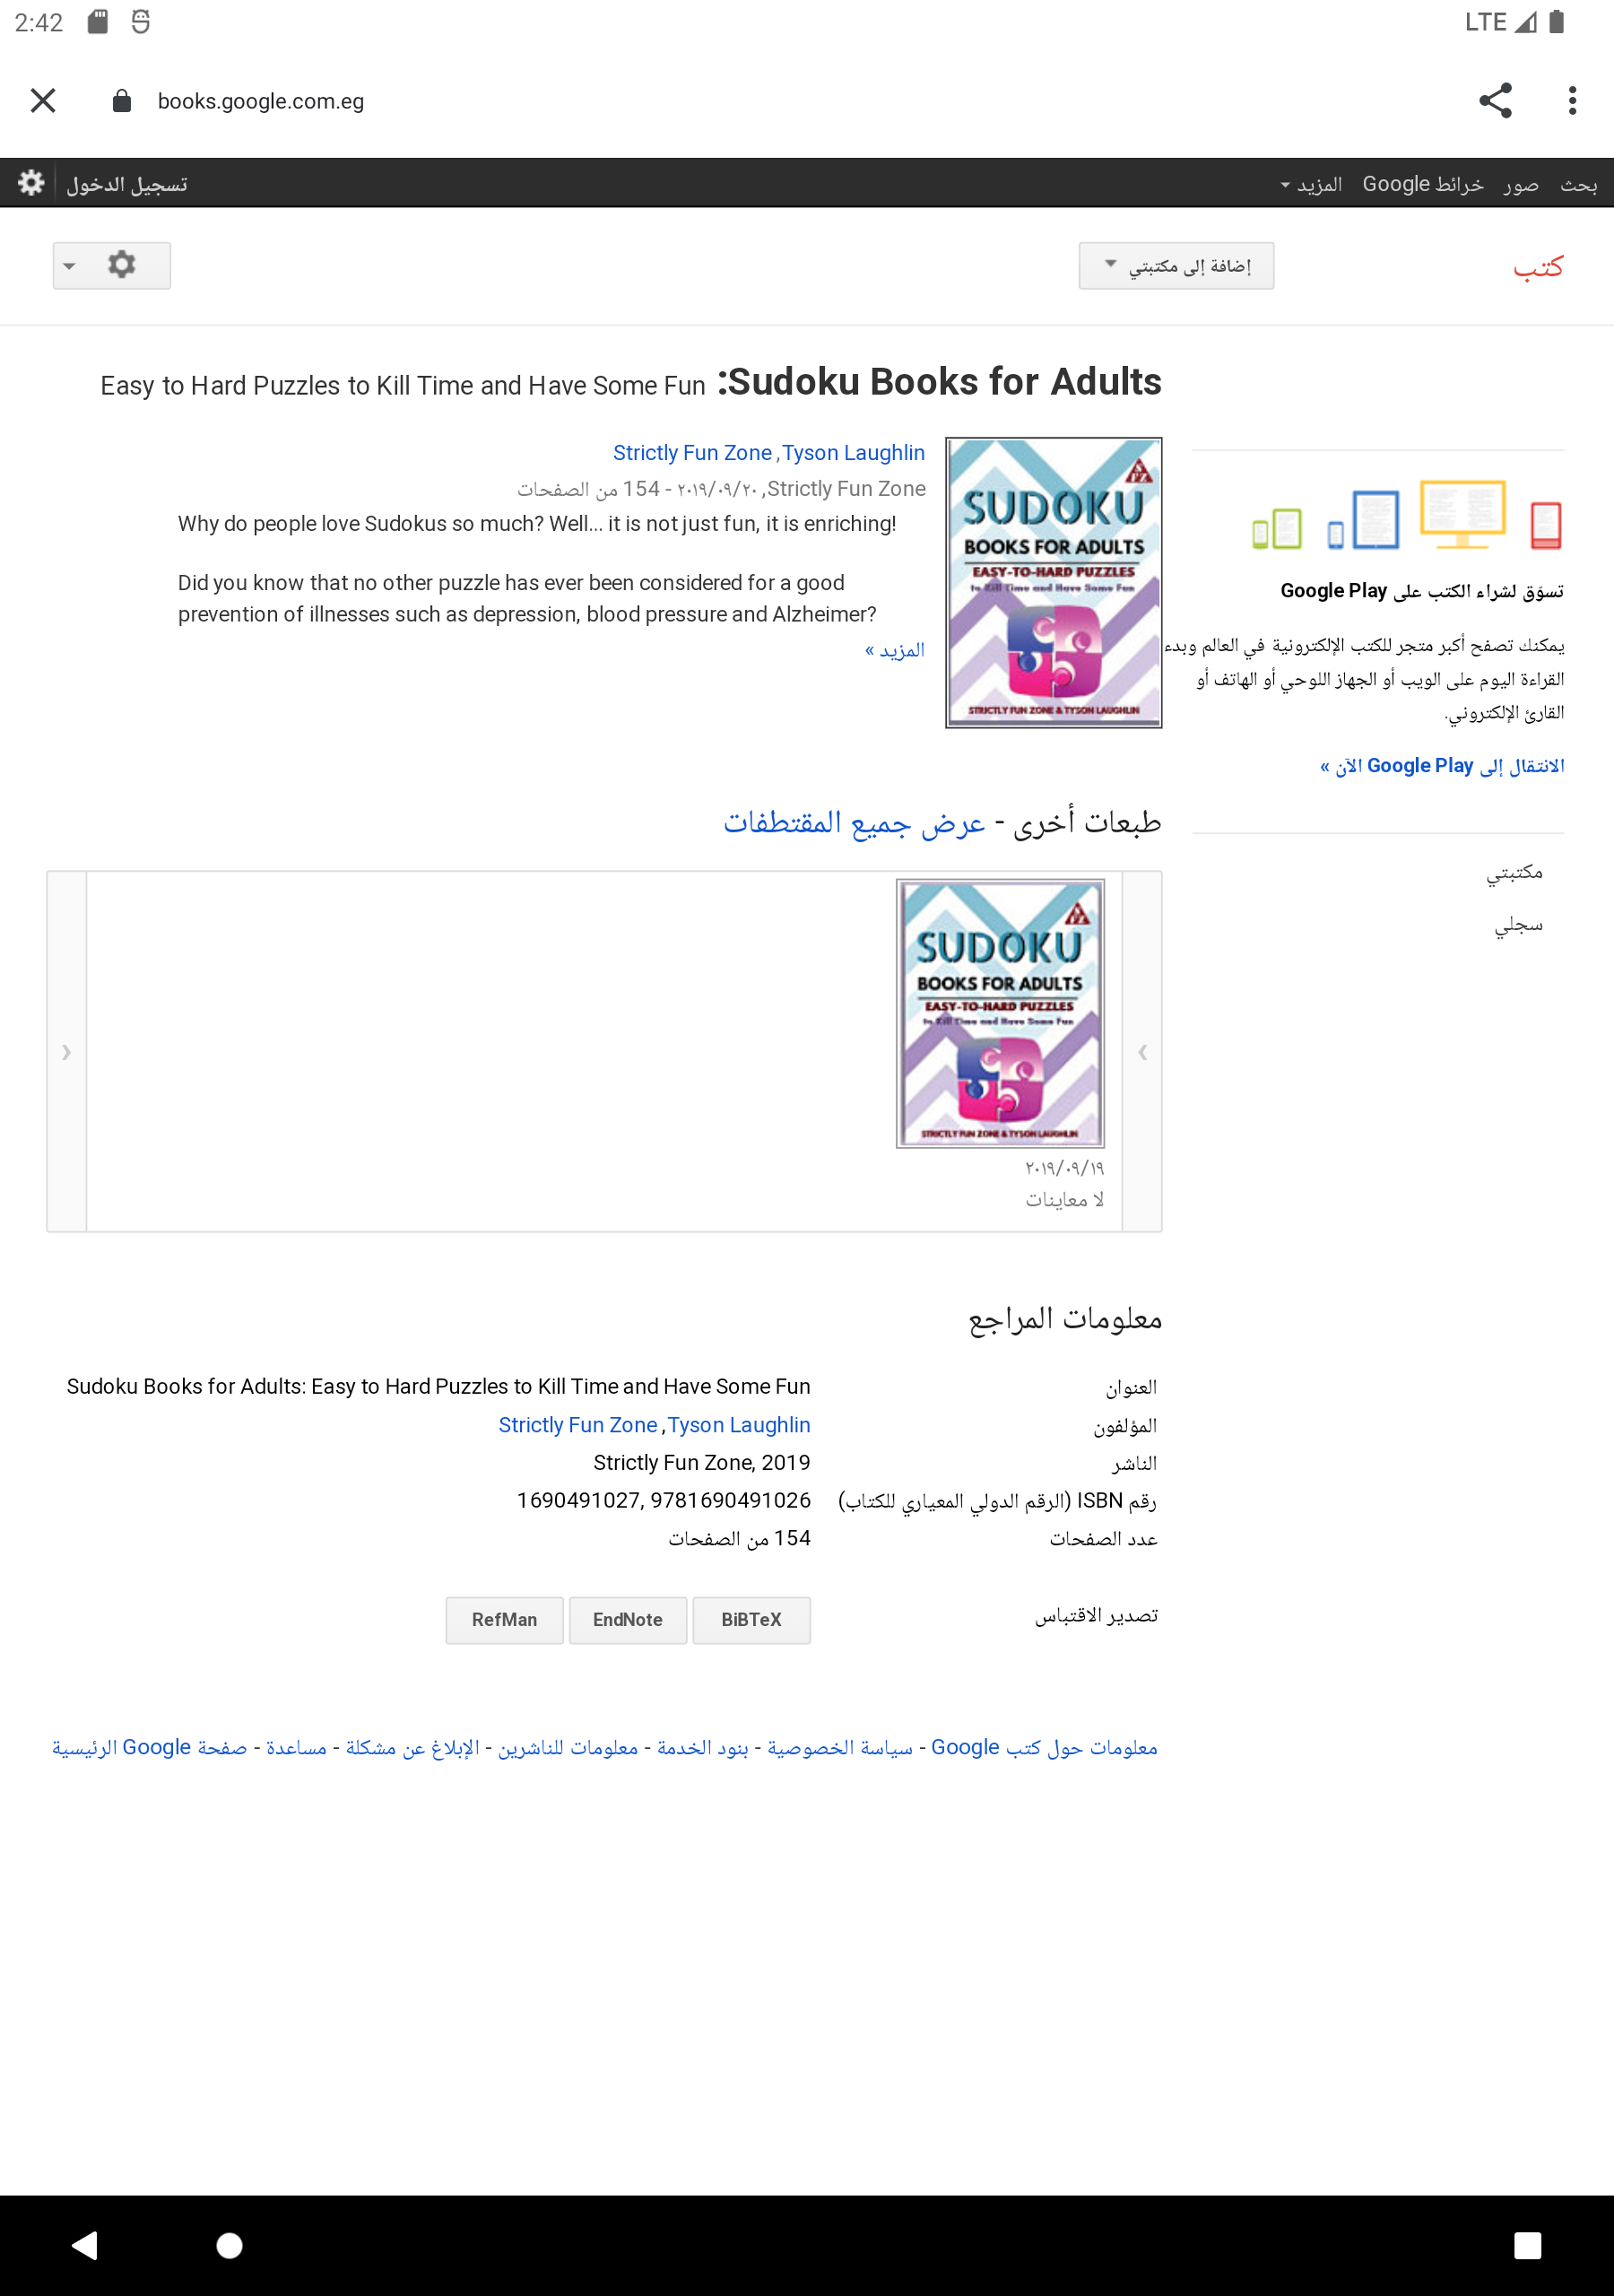 2:42
LTE
books.google.com.eg
بحث صور خرائط Google المزيد
تسجيل الدخول
كتب
إضافة إلى مكتبتي
Sudoku Books for Adults: Easy to Hard Puzzles to Kill Time and Have Some Fun
Strictly Fun Zone ,Tyson Laughlin
Strictly Fun Zone, ٢٠١٩/٠٩/٢٠ - 154 من الصفحات
Why do people love Sudokus so much? Well... it is not just fun, it is enriching!
Did you know that no other puzzle has ever been considered for a good
prevention of illnesses such as depression, blood pressure and Alzheimer?
المزيد »
SUDOKU
BOOKS FOR ADULTS
EASY-TO-HARD PUZZLES
to Kill Time and Have Some Fun
STRICTLY FUN ZONE & TYSON LAUGHLIN
تسوّق لشراء الكتب على Google Play
يمكنك تصفح أكبر متجر للكتب الإلكترونية في العالم وبدء
القراءة اليوم على الويب أو الجهاز اللوحي أو الهاتف أو
القارئ الإلكتروني.
الانتقال إلى Google Play الآن »
مكتبتي
سجلي
طبعات أخرى - عرض جميع المقتطفات
SUDOKU
BOOKS FOR ADULTS
EASY-TO-HARD PUZZLES
to Kill Time and Have Some Fun
STRICTLY FUN ZONE & TYSON LAUGHLIN
٢٠١٩/٠٩/١٩
لا معاينات
معلومات المراجع
العنوان Sudoku Books for Adults: Easy to Hard Puzzles to Kill Time and Have Some Fun
المؤلفون Strictly Fun Zone ,Tyson Laughlin
الناشر Strictly Fun Zone, 2019
رقم ISBN (الرقم الدولي المعياري للكتاب) 1690491027, 9781690491026
عدد الصفحات 154 من الصفحات
تصدير الاقتباس BiBTeX EndNote RefMan
معلومات حول كتب Google - سياسة الخصوصية - بنود الخدمة - معلومات للناشرين - الإبلاغ عن مشكلة - مساعدة - صفحة Google الرئيسية